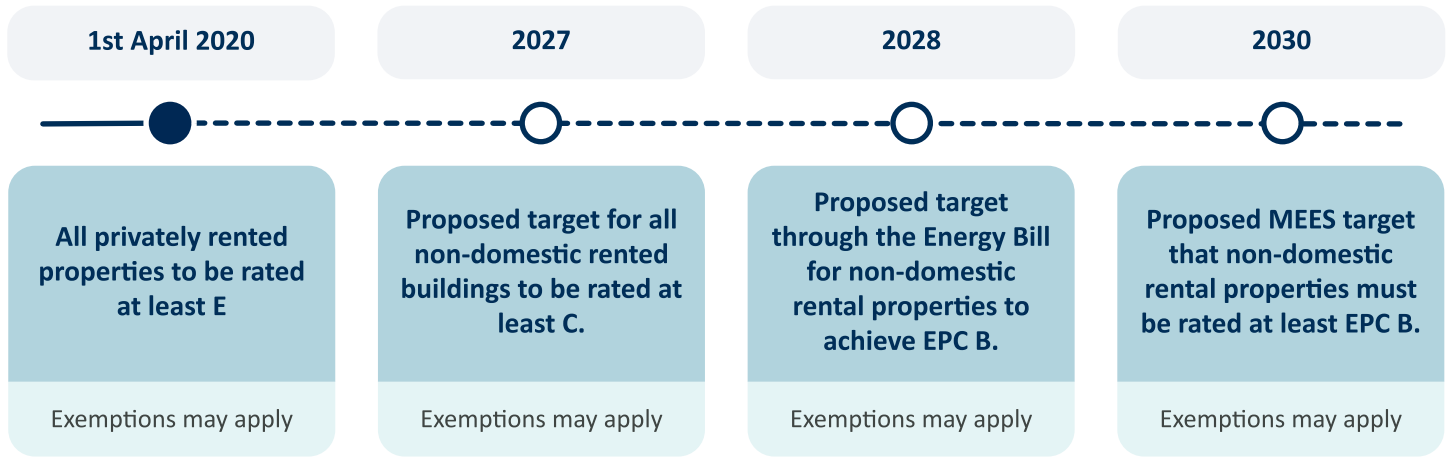 1st April 2020
2027
2028
2030
All privately rented
properties to be rated
at least E
Proposed target for all
non-domestic rented
buildings to be rated at
least C.
Proposed target
through the Energy Bill
for non-domestic
rental properties to
achieve EPC B.
Proposed MEES target
that non-domestic
rental properties must
be rated at least EPC B.
Exemptions may apply
Exemptions may apply
Exemptions may apply
Exemptions may apply